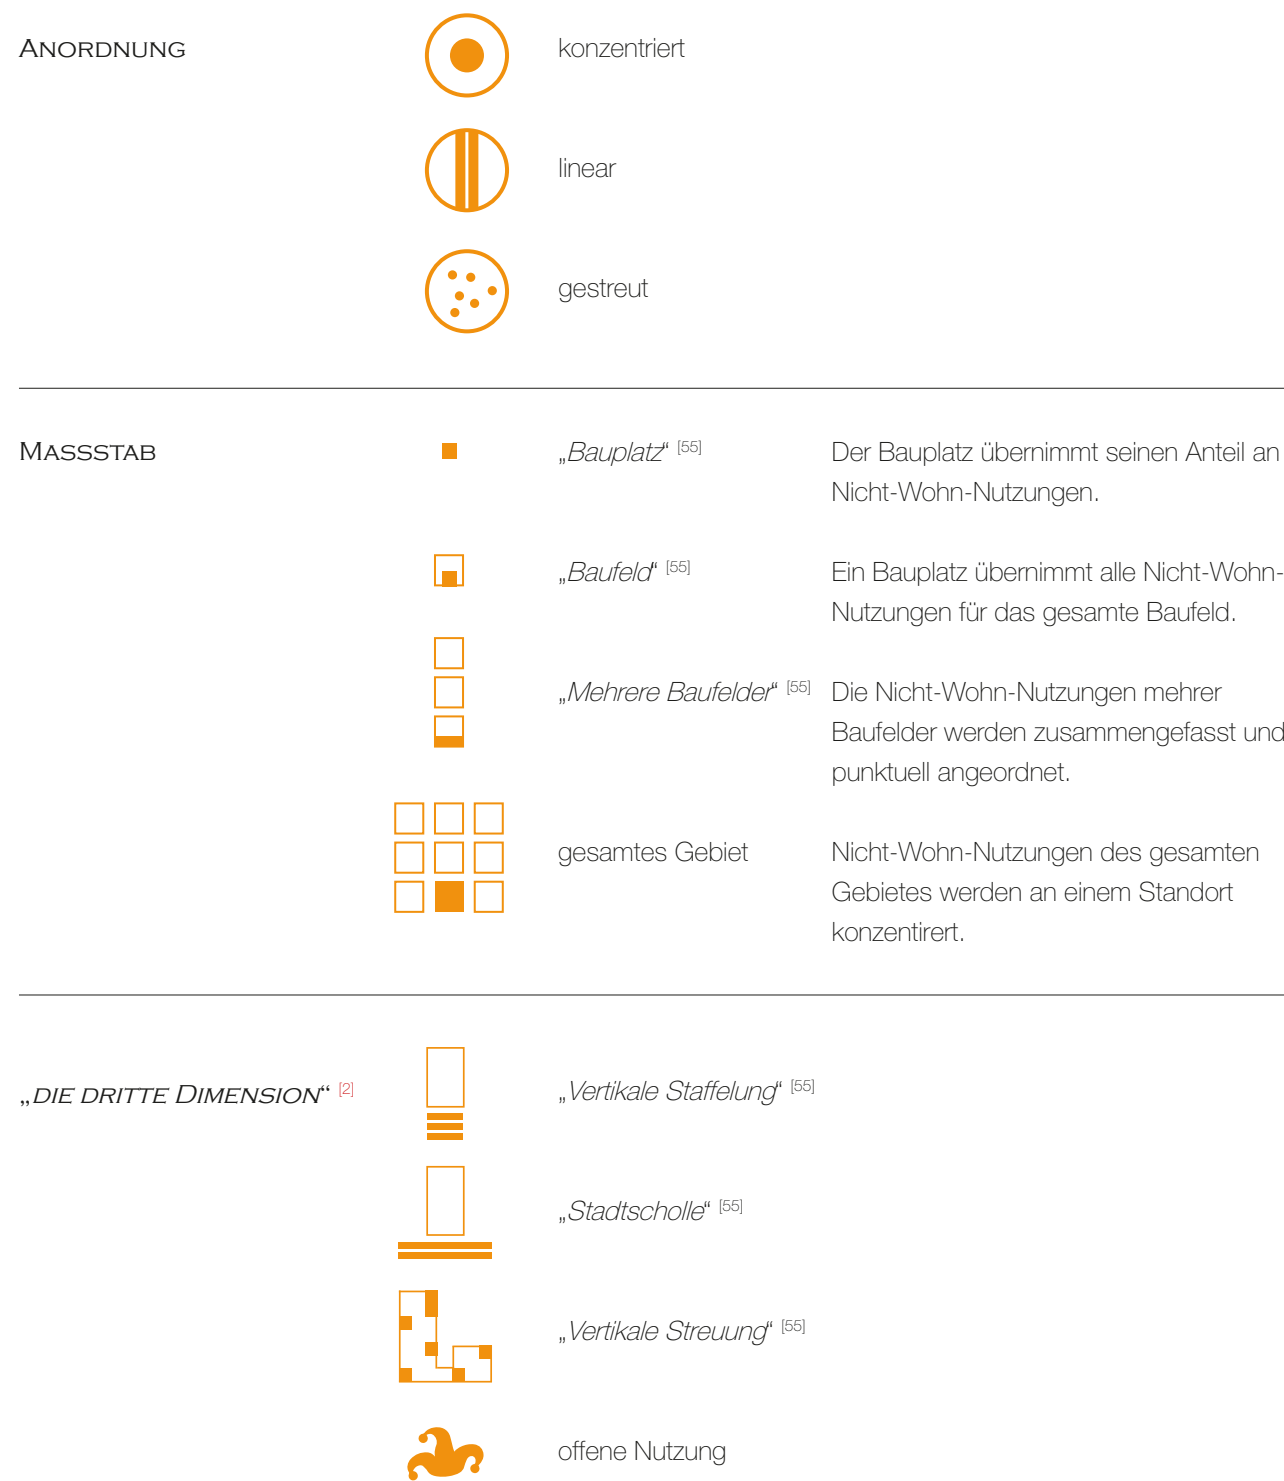 ANORDNUNG
konzentriert
linear
gestreut
MASSSTAB
„Bauplatz“ [55]
Der Bauplatz übernimmt seinen Anteil an
Nicht-Wohn-Nutzungen.
„Baufeld“ [55]
Ein Bauplatz übernimmt alle Nicht-Wohn-
Nutzungen für das gesamte Baufeld.
„Mehrere Baufelder“ [55]
Die Nicht-Wohn-Nutzungen mehrer
Baufelder werden zusammengefasst und
punktuell angeordnet.
gesamtes Gebiet
Nicht-Wohn-Nutzungen des gesamten
Gebietes werden an einem Standort
konzentirert.
„DIE DRITTE DIMENSION“ [2]
„Vertikale Staffelung“ [55]
„Stadtscholle“ [55]
„Vertikale Streuung“ [55]
offene Nutzung